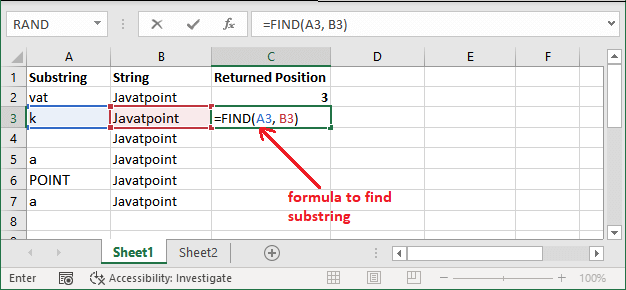 RAND =FIND(A3, B3)
A B C D E F
1 Substring String Returned Position
2 vat Javatpoint 3
3 k Javatpoint =FIND(A3, B3)
4 Javatpoint
5 a Javatpoint
6 POINT Javatpoint
7 a Javatpoint
formula to find
substring
8
Sheet1 Sheet2
Enter Accessibility: Investigate 100%